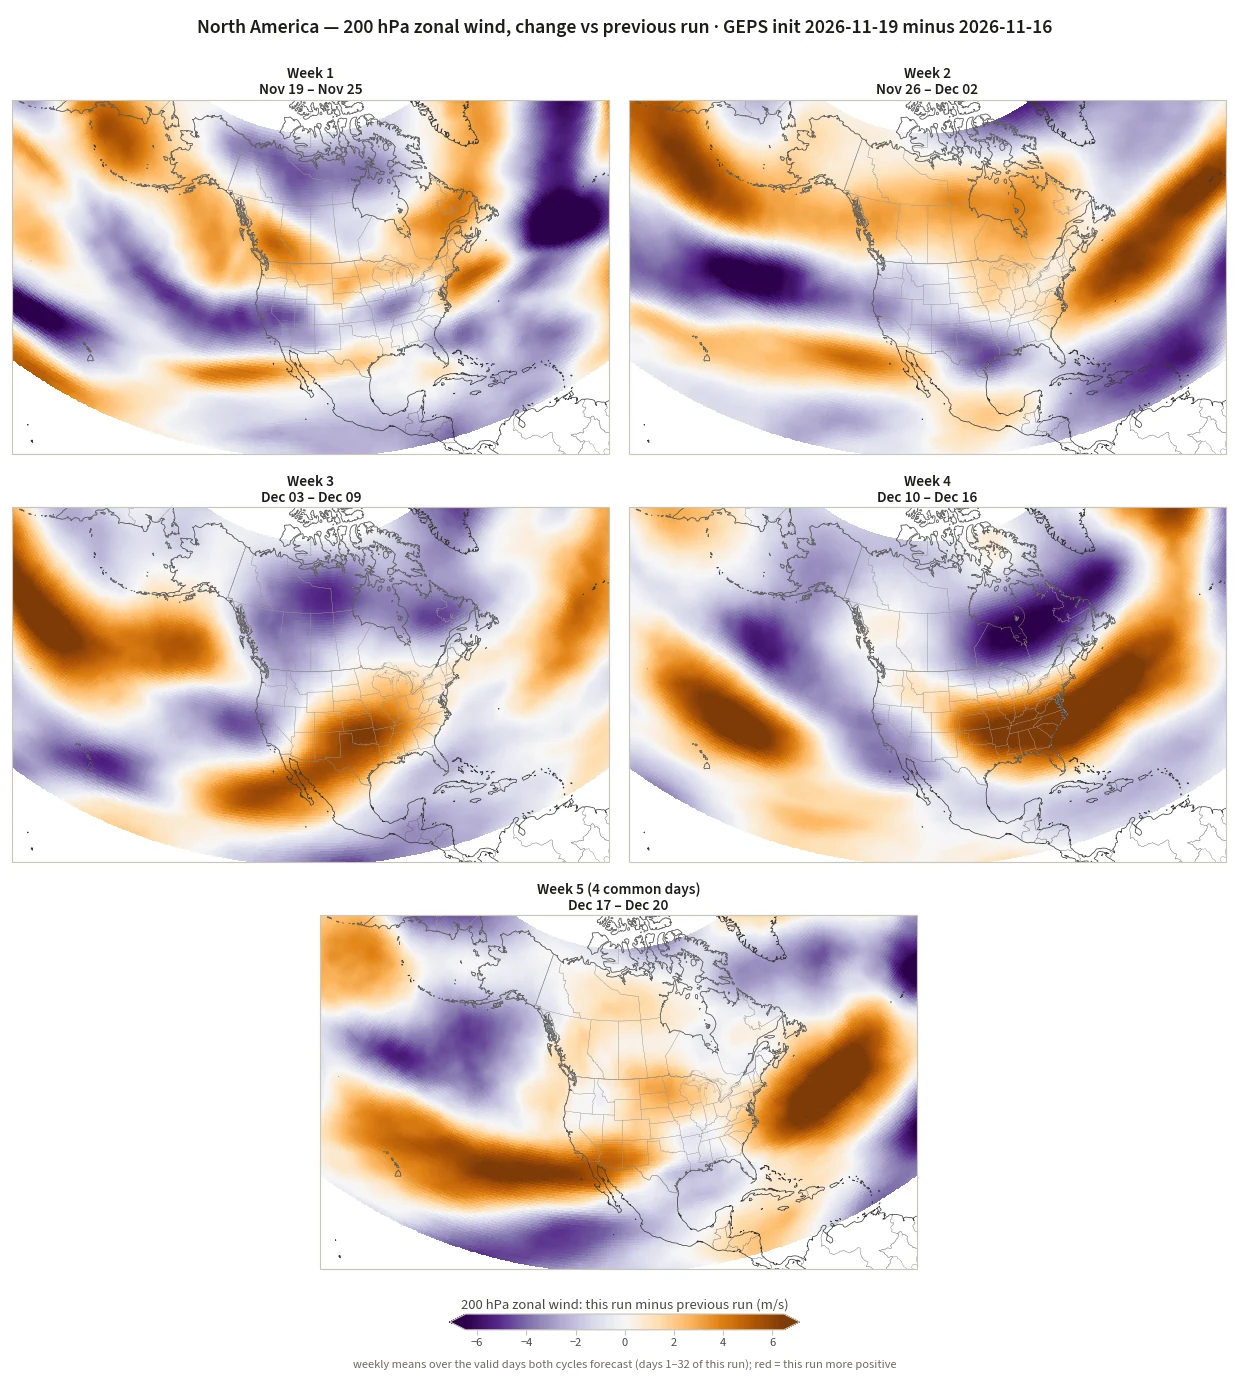 North America — 200 hPa zonal wind, change vs previous run · GEPS init 2026-11-19 minus 2026-11-16
Week 1
Nov 19 – Nov 25
Week 2
Nov 26 – Dec 02
Week 3
Dec 03 – Dec 09
Week 4
Dec 10 – Dec 16
Week 5 (4 common days)
Dec 17 – Dec 20
200 hPa zonal wind: this run minus previous run (m/s)
−6 −4 −2 0 2 4 6
weekly means over the valid days both cycles forecast (days 1–32 of this run); red = this run more positive